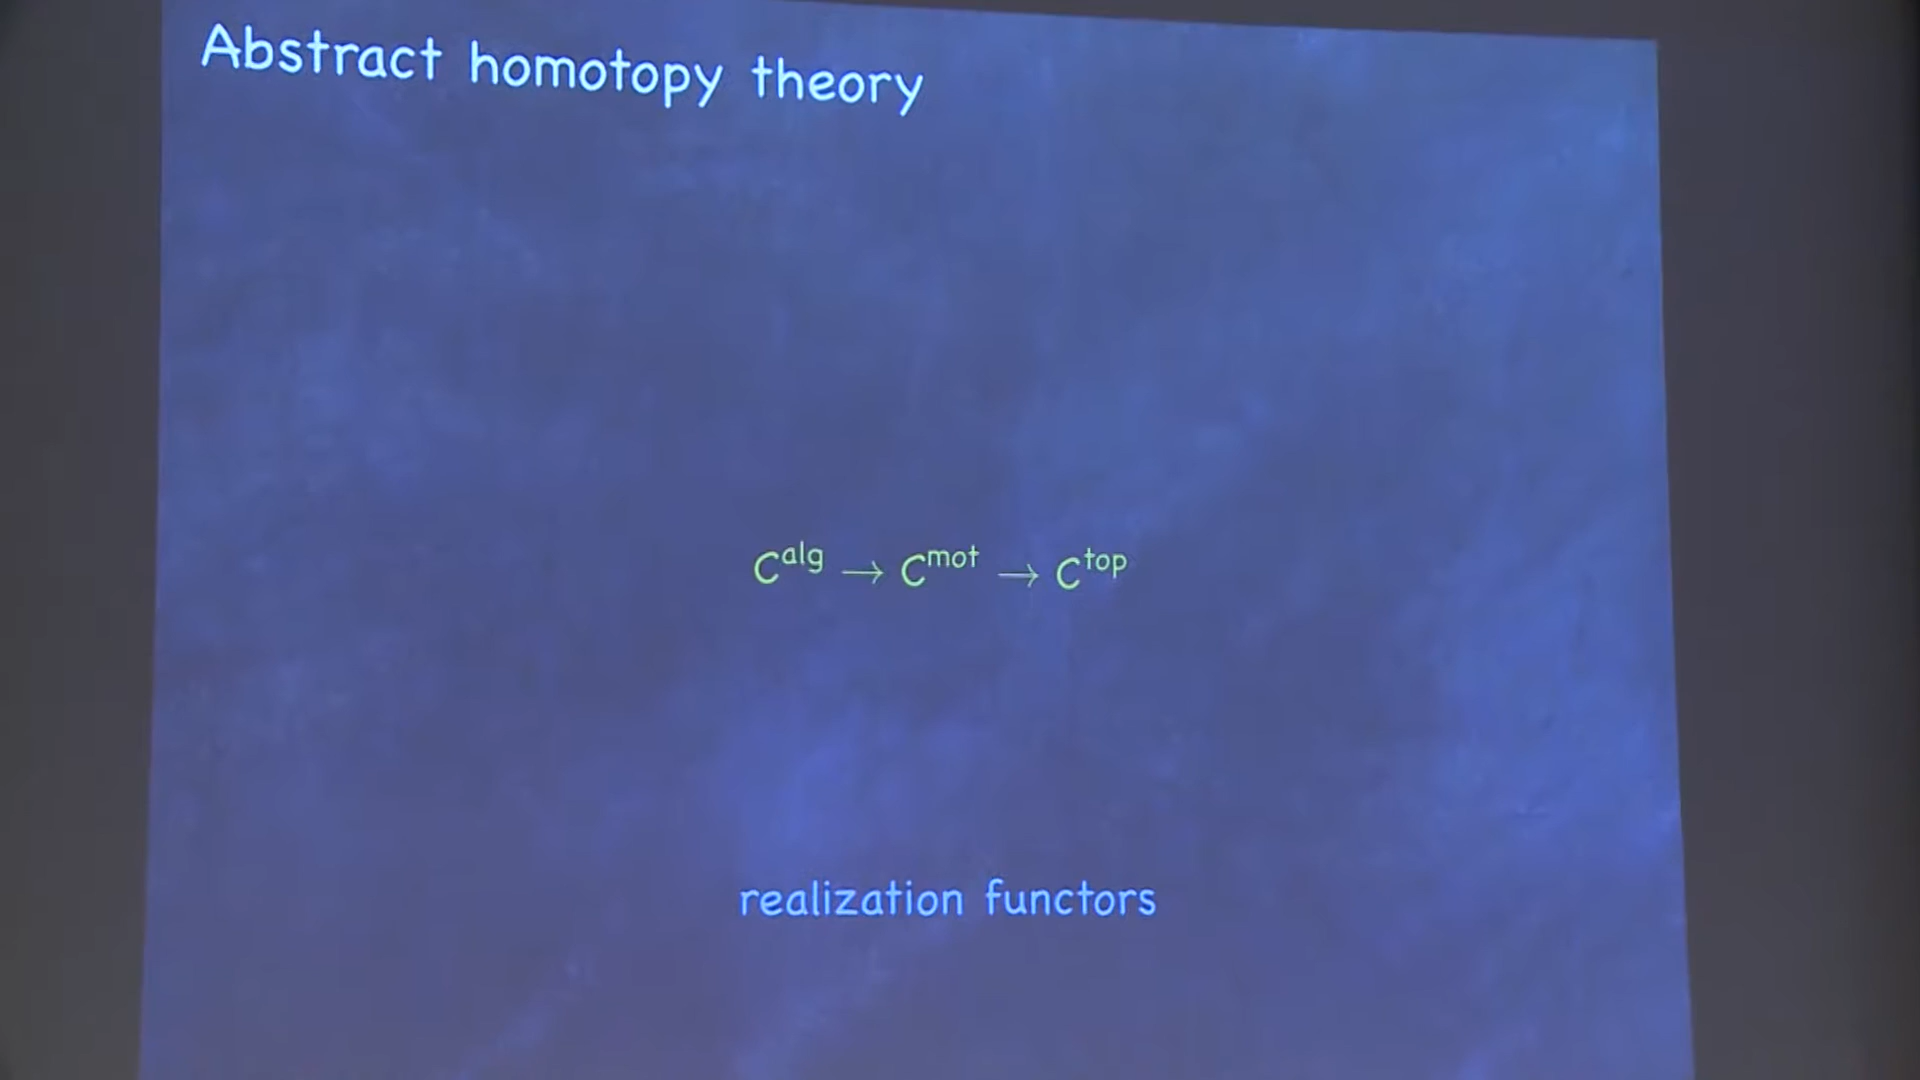 Abstract homotopy theory
C^alg → C^mot → C^top
realization functors